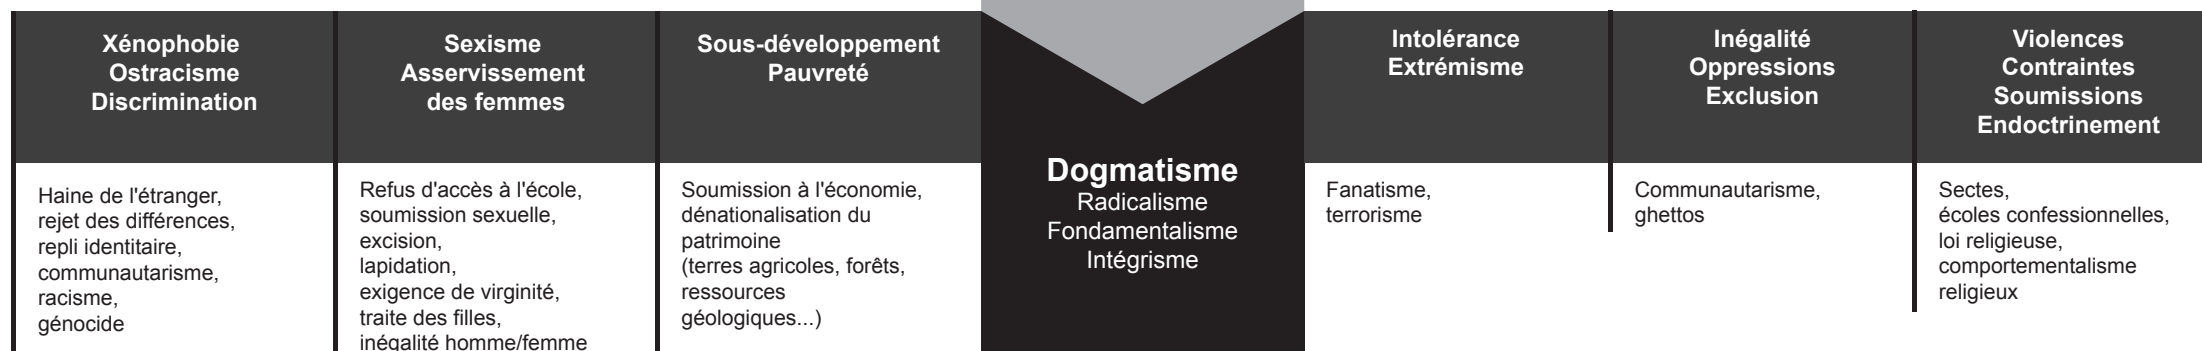 Xénophobie
Ostracisme
Discrimination
Haine de l'étranger,
rejet des différences,
repli identitaire,
communautarisme,
racisme,
génocide
Sexisme
Asservissement
des femmes
Refus d'accès à l'école,
soumission sexuelle,
excision,
lapidation,
exigence de virginité,
traite des filles,
inégalité homme/femme
Sous-développement
Pauvreté
Soumission à l'économie,
dénationalisation du
patrimoine
(terres agricoles, forêts,
ressources
géologiques...)
Dogmatisme
Radicalisme
Fondamentalisme
Intégrisme
Intolérance
Extrémisme
Fanatisme,
terrorisme
Inégalité
Oppressions
Exclusion
Communautarisme,
ghettos
Violences
Contraintes
Soumissions
Endoctrinement
Sectes,
écoles confessionnelles,
loi religieuse,
comportementalisme
religieux